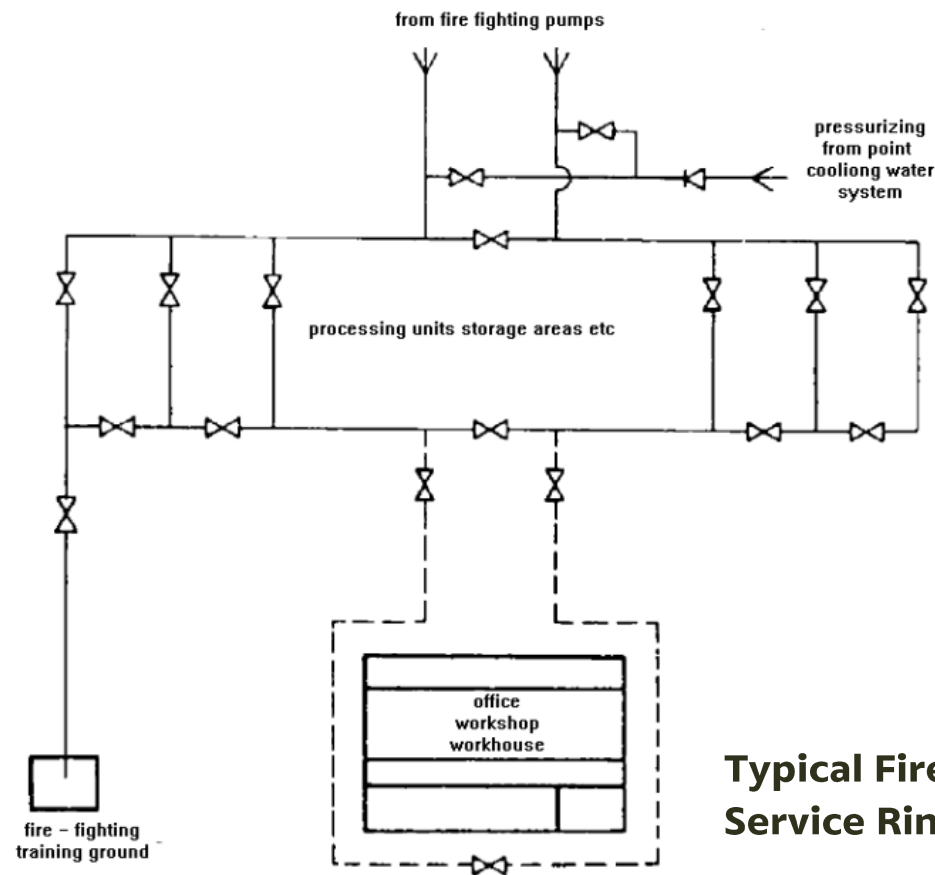 from fire fighting pumps
pressurizing
from point
cooliong water
system
processing units storage areas etc
office
workshop
workhouse
fire – fighting
training ground
Typical Fire
Service Rin